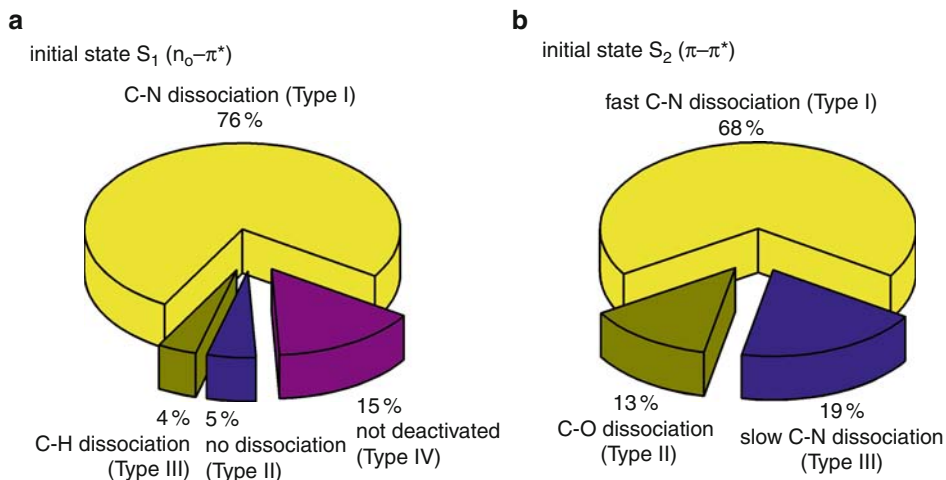 a
initial state S1 (no–π*)
C-N dissociation (Type I)
76 %
4 %
C-H dissociation
(Type III)
5 %
no dissociation
(Type II)
15 %
not deactivated
(Type IV)
b
initial state S2 (π–π*)
fast C-N dissociation (Type I)
68 %
13 %
C-O dissociation
(Type II)
19 %
slow C-N dissociation
(Type III)